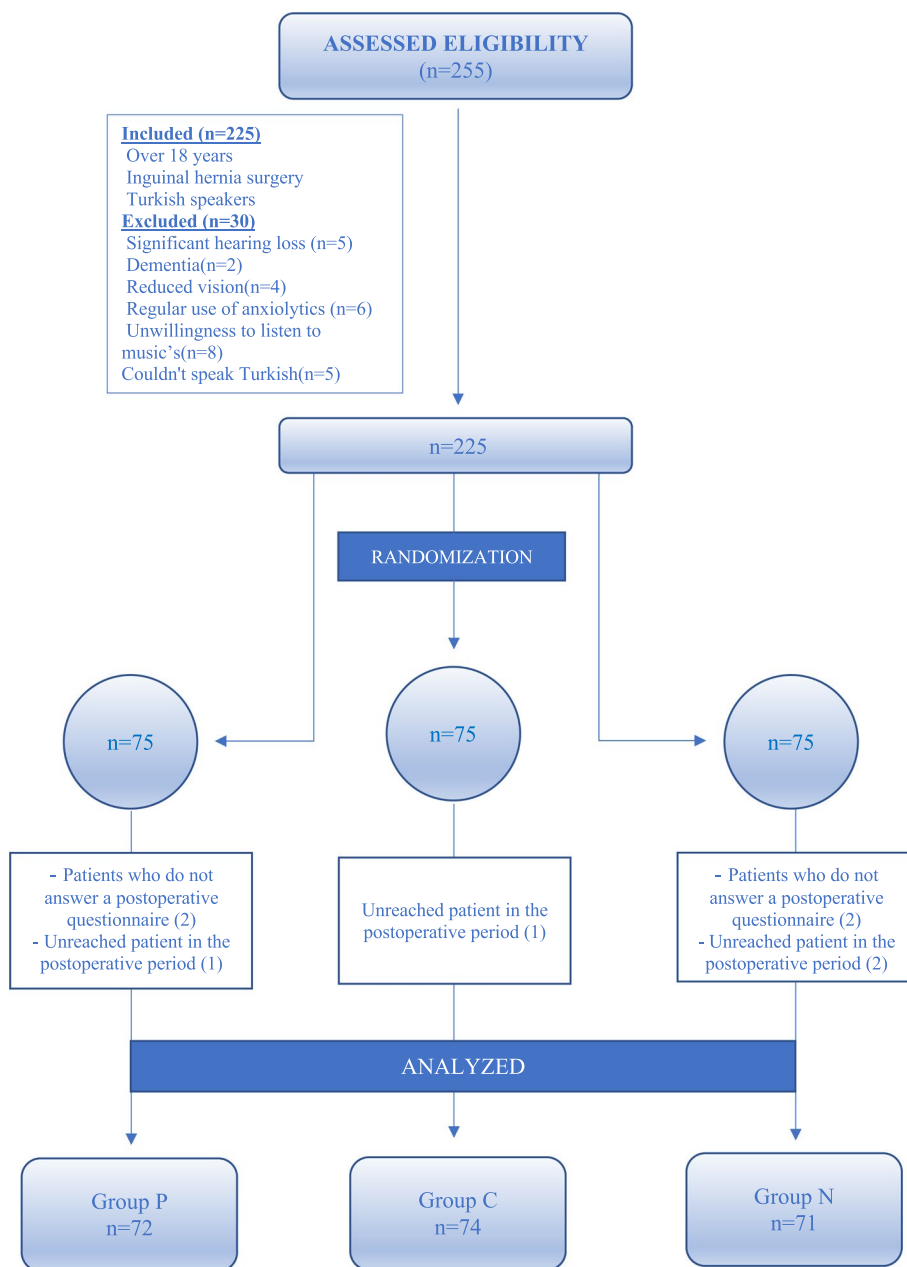 ASSESSED ELIGIBILITY
(n=255)
Included (n=225)
Over 18 years
Inguinal hernia surgery
Turkish speakers
Excluded (n=30)
Significant hearing loss (n=5)
Dementia(n=2)
Reduced vision(n=4)
Regular use of anxiolytics (n=6)
Unwillingness to listen to
music’s(n=8)
Couldn't speak Turkish(n=5)
n=225
RANDOMIZATION
n=75
n=75
n=75
- Patients who do not
answer a postoperative
questionnaire (2)
- Unreached patient in the
postoperative period (1)
Unreached patient in the
postoperative period (1)
- Patients who do not
answer a postoperative
questionnaire (2)
- Unreached patient in the
postoperative period (2)
ANALYZED
Group P
n=72
Group C
n=74
Group N
n=71